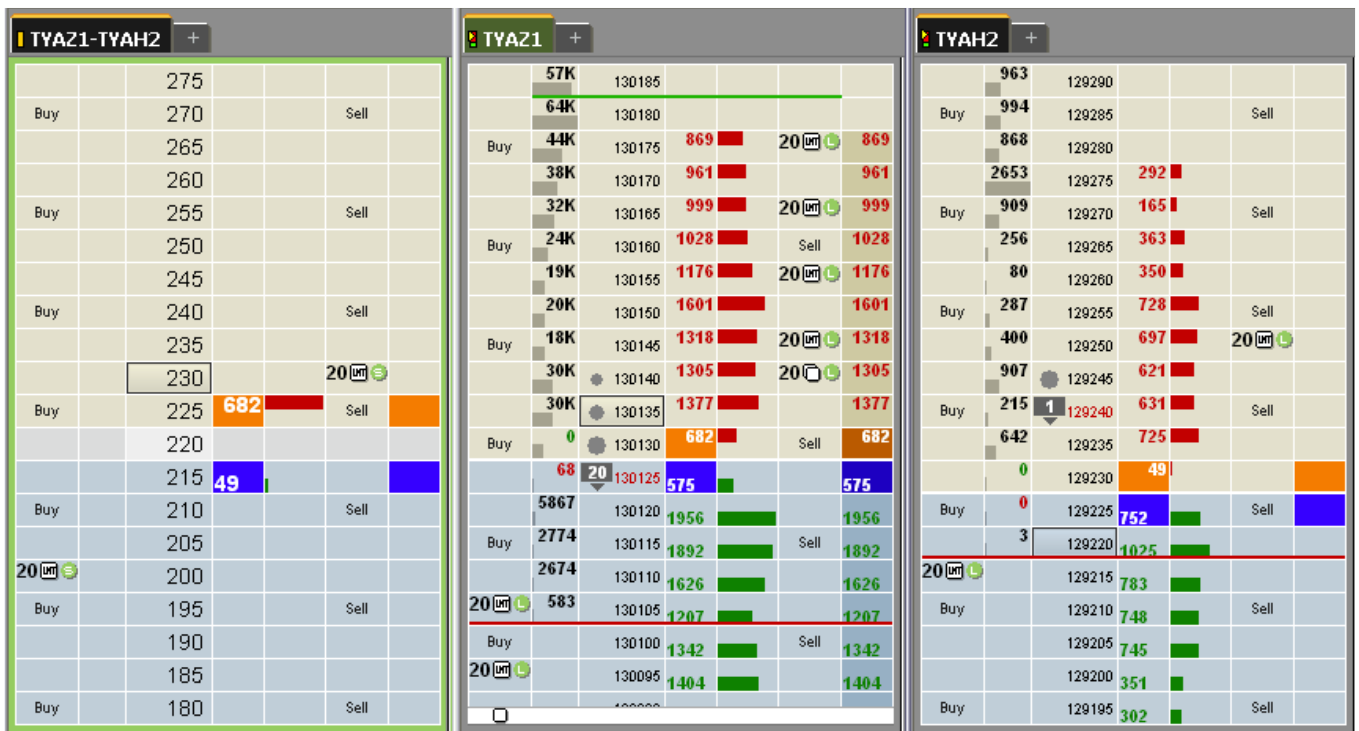 TYAZ1-TYAH2 +
275
Buy 270 Sell
265
260
Buy 255 Sell
250
245
Buy 240 Sell
235
230 20 LMT S
Buy 225 682 Sell
220
215 49
Buy 210 Sell
205
20 LMT S 200
Buy 195 Sell
190
185
Buy 180 Sell
TYAZ1 +
57K 130185
64K 130180
Buy 44K 130175 869 20 LMT L 869
38K 130170 961 961
32K 130165 999 20 LMT L 999
Buy 24K 130160 1028 Sell 1028
19K 130155 1176 20 LMT L 1176
20K 130150 1601 1601
Buy 18K 130145 1318 20 LMT L 1318
30K 130140 1305 20 L 1305
30K 130135 1377 1377
Buy 0 130130 682 Sell 682
68 20 130125 575 575
5867 130120 1956 1956
Buy 2774 130115 1892 Sell 1892
2674 130110 1626 1626
20 LMT L 583 130105 1207 1207
Buy 130100 1342 Sell 1342
20 LMT L 130095 1404 1404
TYAH2 +
963 129290
Buy 994 129285 Sell
868 129280
2653 129275 292
Buy 909 129270 165 Sell
256 129265 363
80 129260 350
Buy 287 129255 728 Sell
400 129250 697 20 LMT L
907 129245 621
Buy 215 1 129240 631 Sell
642 129235 725
0 129230 49
Buy 0 129225 752 Sell
3 129220 1025
20 LMT L 129215 783
Buy 129210 748 Sell
129205 745
129200 351
Buy 129195 302 Sell